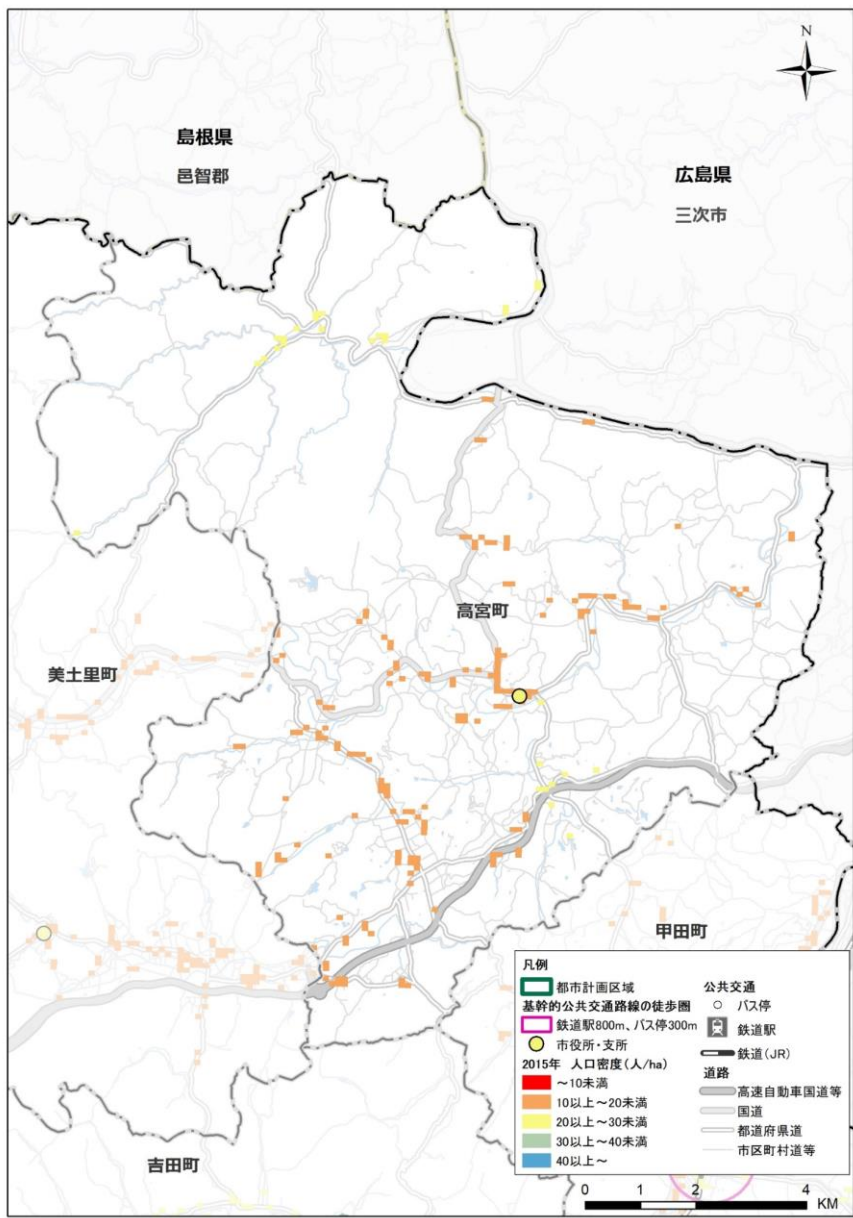 N
島根県
邑智郡
広島県
三次市
高宮町
美土里町
甲田町
吉田町
凡例
都市計画区域
基幹的公共交通路線の徒歩圏
鉄道駅800m、バス停300m
市役所・支所
2015年 人口密度(人/ha)
~10未満
10以上~20未満
20以上~30未満
30以上~40未満
40以上~
公共交通
バス停
鉄道駅
鉄道(JR)
道路
高速自動車国道等
国道
都道府県道
市区町村道等
0 1 2 4
KM